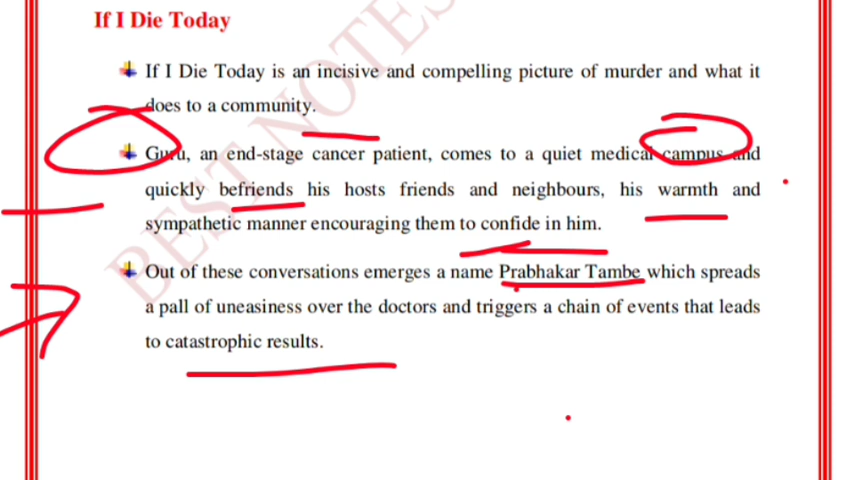 If I Die Today
If I Die Today is an incisive and compelling picture of murder and what it
does to a community.
Guru, an end-stage cancer patient, comes to a quiet medical campus and
quickly befriends his hosts friends and neighbours, his warmth and
sympathetic manner encouraging them to confide in him.
Out of these conversations emerges a name Prabhakar Tambe which spreads
a pall of uneasiness over the doctors and triggers a chain of events that leads
to catastrophic results.
BEST NOTES